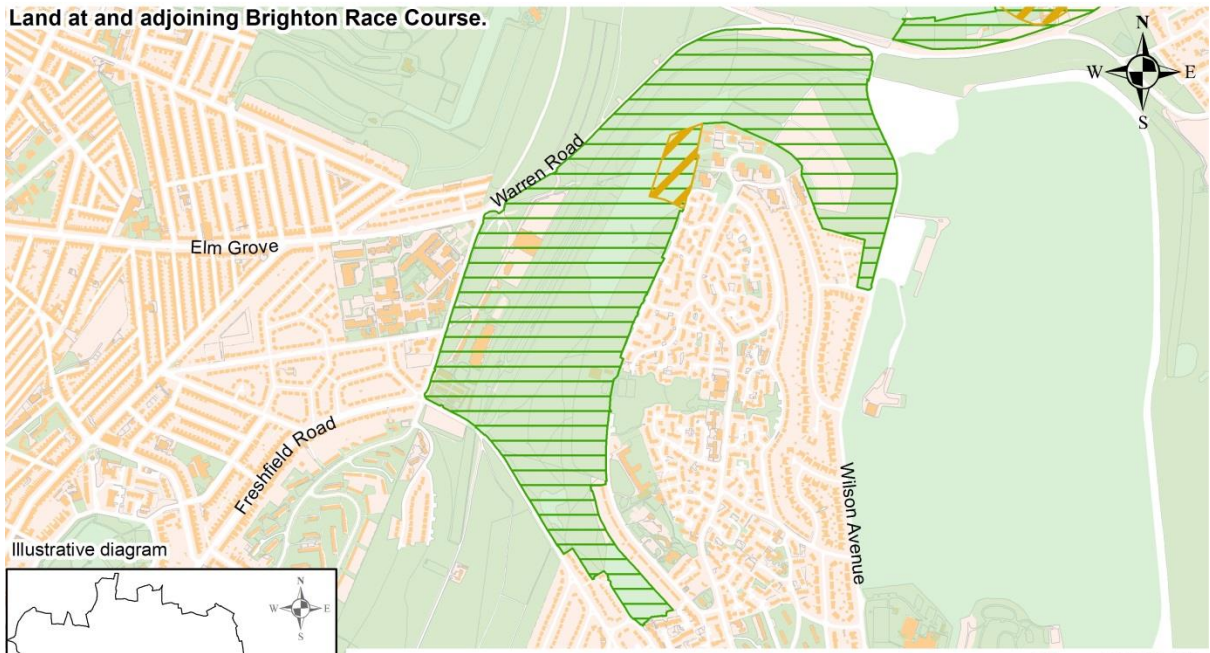 Land at and adjoining Brighton Race Course.
N
W E
S
Warren Road
Elm Grove
Freshfield Road
Wilson Avenue
Illustrative diagram
N
W E
S